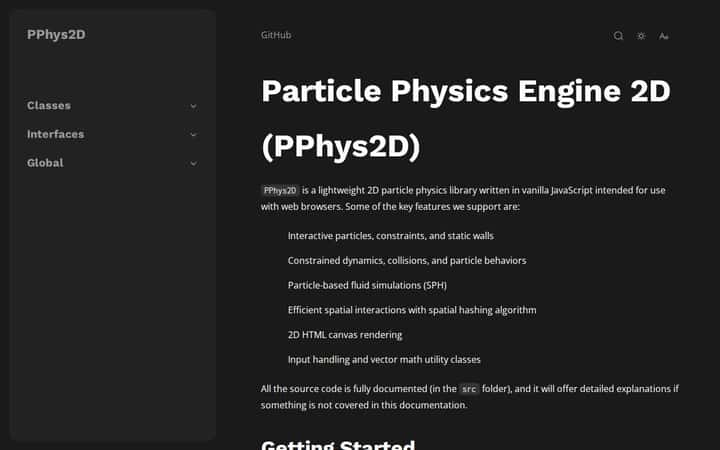 PPhys2D
Classes
Interfaces
Global
GitHub
Particle Physics Engine 2D
(PPhys2D)
PPhys2D is a lightweight 2D particle physics library written in vanilla JavaScript intended for use
with web browsers. Some of the key features we support are:
Interactive particles, constraints, and static walls
Constrained dynamics, collisions, and particle behaviors
Particle-based fluid simulations (SPH)
Efficient spatial interactions with spatial hashing algorithm
2D HTML canvas rendering
Input handling and vector math utility classes
All the source code is fully documented (in the src folder), and it will offer detailed explanations if
something is not covered in this documentation.
Getting Started